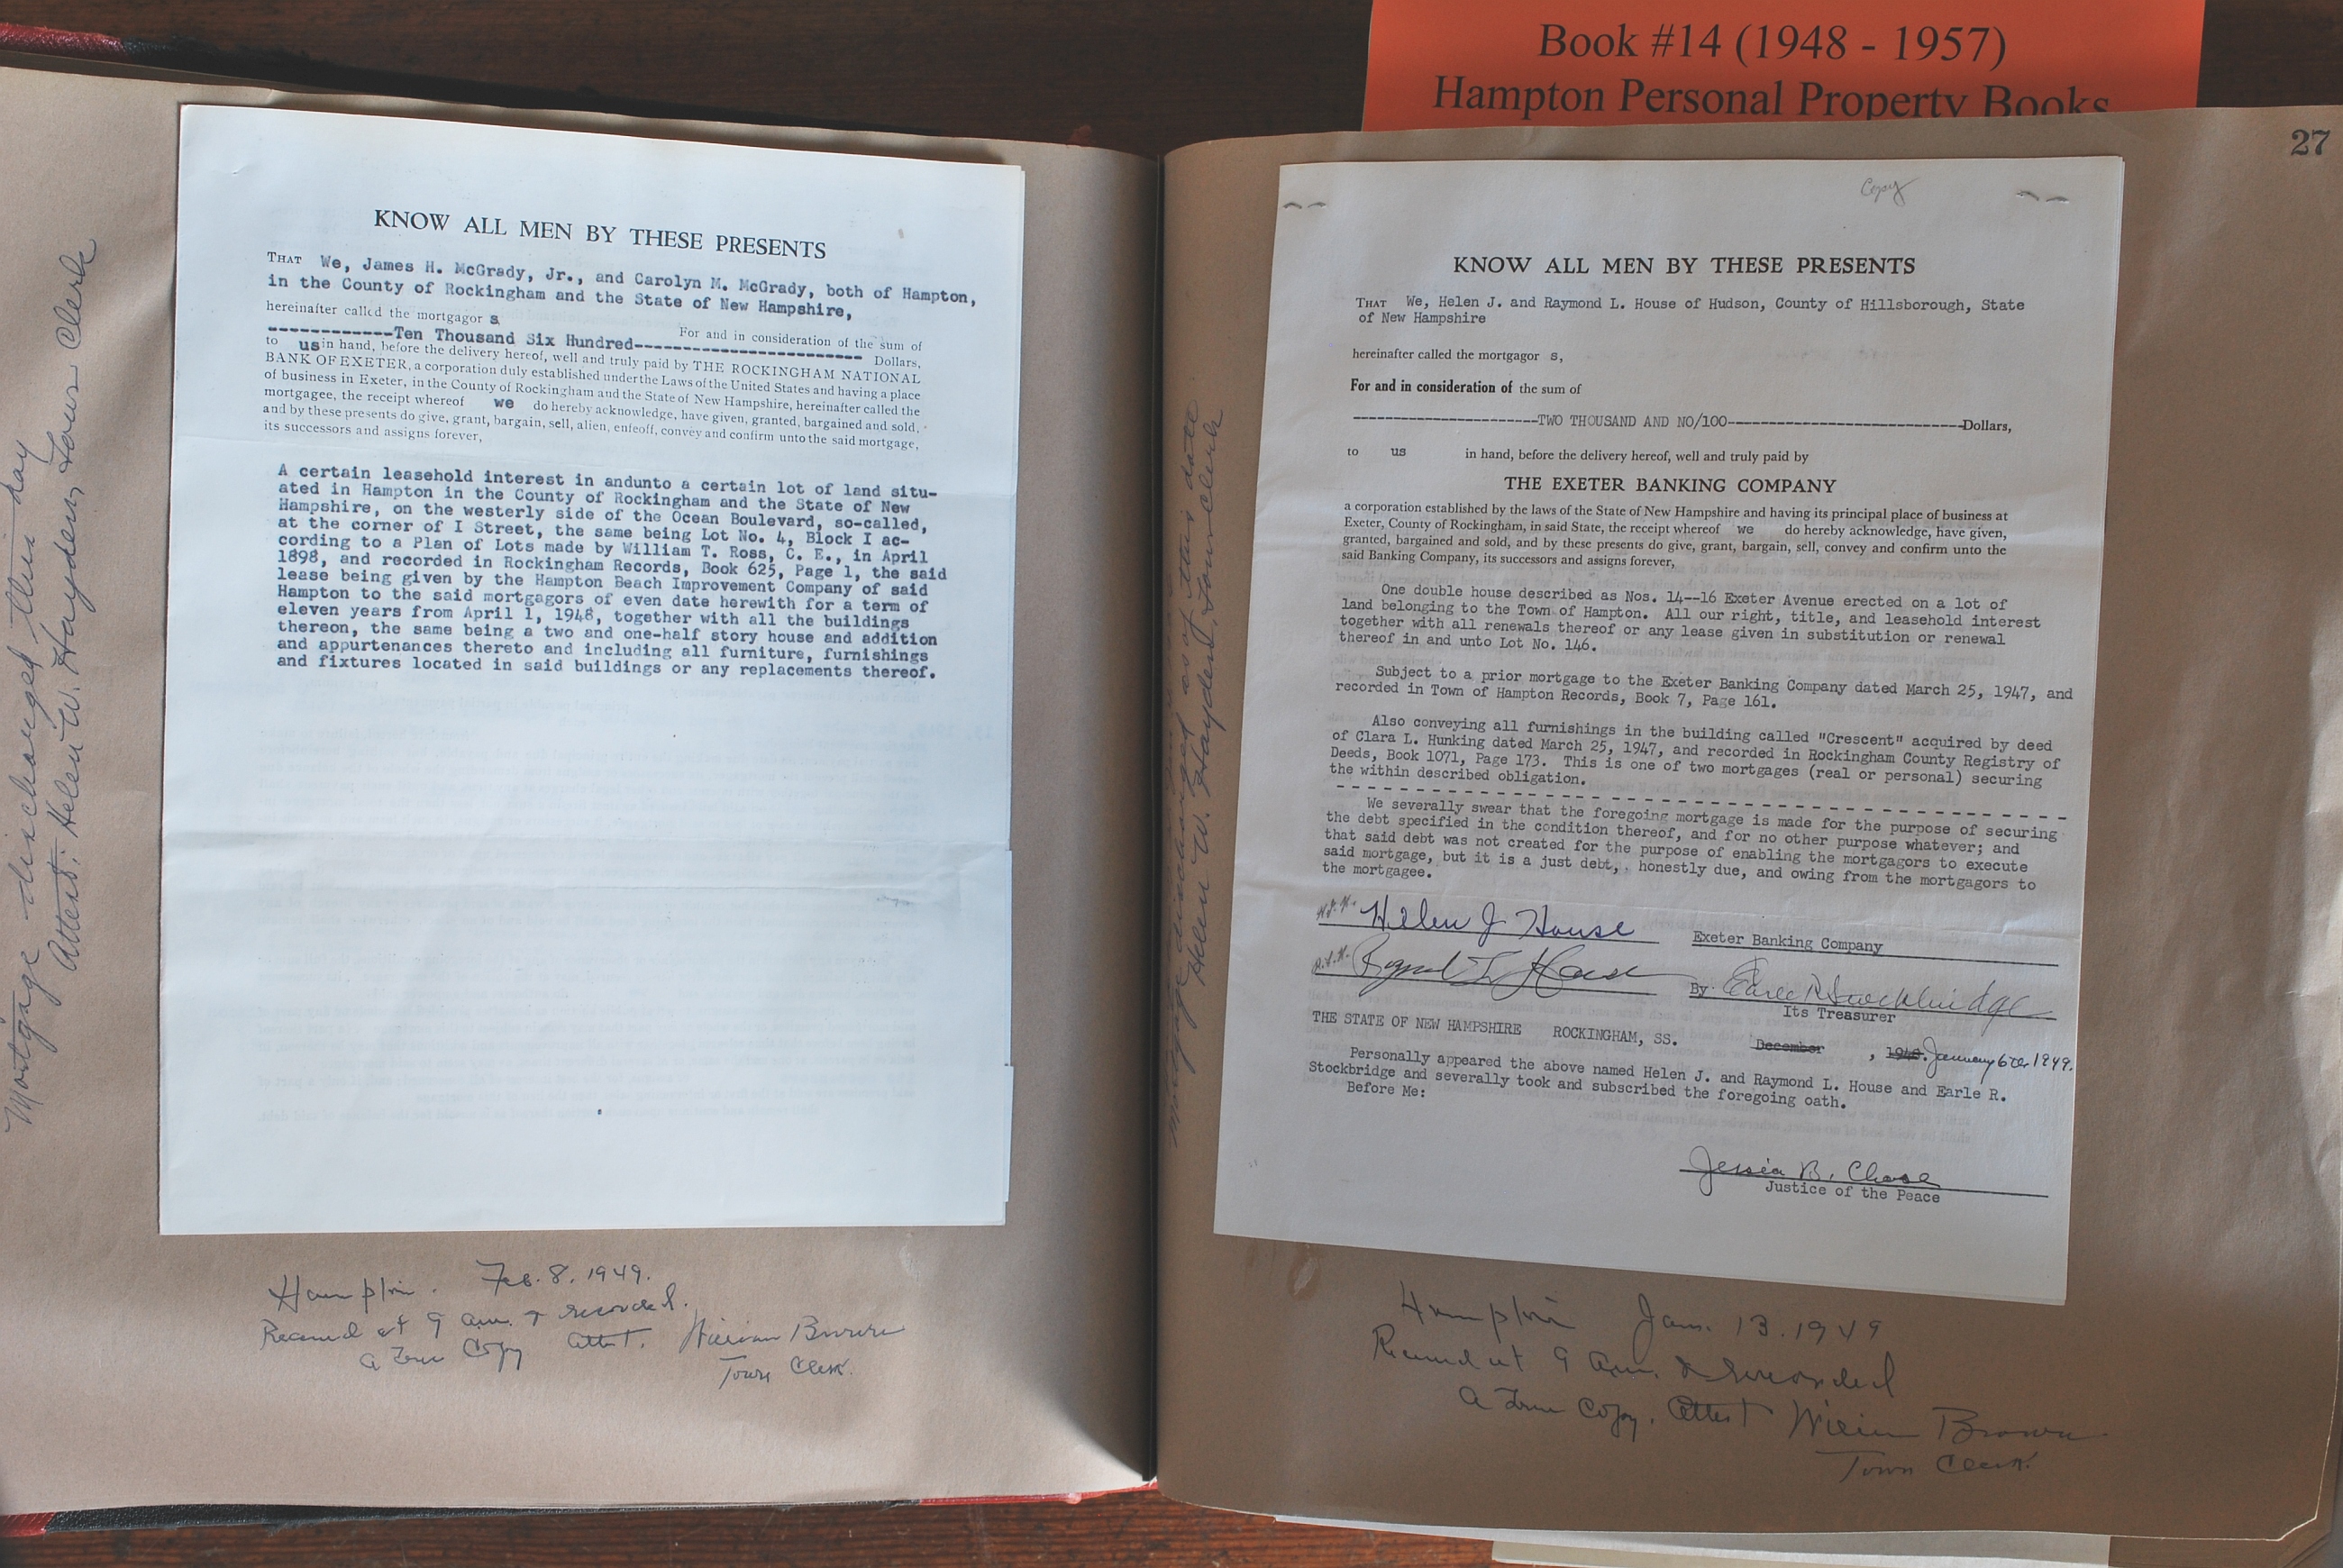 Book #14 (1948 - 1957)
Hampton Personal Property Books
Mortgage discharged this day
Attest: Helen W. Hayden, Town Clerk
KNOW ALL MEN BY THESE PRESENTS
THAT We, James H. McGrady, Jr., and Carolyn M. McGrady, both of Hampton,
in the County of Rockingham and the State of New Hampshire,
hereinafter called the mortgagor s
For and in consideration of the sum of
------------Ten Thousand Six Hundred------------------------ Dollars,
to us in hand, before the delivery hereof, well and truly paid by THE ROCKINGHAM NATIONAL
BANK OF EXETER, a corporation duly established under the Laws of the United States and having a place
of business in Exeter, in the County of Rockingham and the State of New Hampshire, hereinafter called the
mortgagee, the receipt whereof we do hereby acknowledge, have given, granted, bargained and sold,
and by these presents do give, grant, bargain, sell, alien, enfeoff, convey and confirm unto the said mortgage,
its successors and assigns forever,
A certain leasehold interest in andunto a certain lot of land situ-
ated in Hampton in the County of Rockingham and the State of New
Hampshire, on the westerly side of the Ocean Boulevard, so-called,
at the corner of I Street, the same being Lot No. 4, Block I ac-
cording to a Plan of Lots made by William T. Ross, C. E., in April
1898, and recorded in Rockingham Records, Book 625, Page 1, the said
lease being given by the Hampton Beach Improvement Company of said
Hampton to the said mortgagors of even date herewith for a term of
eleven years from April 1, 1948, together with all the buildings
thereon, the same being a two and one-half story house and addition
and appurtenances thereto and including all furniture, furnishings
and fixtures located in said buildings or any replacements thereof.
Hampton. Feb. 8. 1949.
Received at 9 a.m. & recorded.
A True Copy Attest. William Brown
Town Clerk.
27
Copy
Mortgage discharged as of this date
Helen W. Hayden, Town Clerk
KNOW ALL MEN BY THESE PRESENTS
THAT We, Helen J. and Raymond L. House of Hudson, County of Hillsborough, State
of New Hampshire
hereinafter called the mortgagor s,
For and in consideration of the sum of
----------------------TWO THOUSAND AND NO/100----------------------------Dollars,
to us in hand, before the delivery hereof, well and truly paid by
THE EXETER BANKING COMPANY
a corporation established by the laws of the State of New Hampshire and having its principal place of business at
Exeter, County of Rockingham, in said State, the receipt whereof we do hereby acknowledge, have given,
granted, bargained and sold, and by these presents do give, grant, bargain, sell, convey and confirm unto the
said Banking Company, its successors and assigns forever,
One double house described as Nos. 14--16 Exeter Avenue erected on a lot of
land belonging to the Town of Hampton. All our right, title, and leasehold interest
together with all renewals thereof or any lease given in substitution or renewal
thereof in and unto Lot No. 146.
Subject to a prior mortgage to the Exeter Banking Company dated March 25, 1947, and
recorded in Town of Hampton Records, Book 7, Page 161.
Also conveying all furnishings in the building called "Crescent" acquired by deed
of Clara L. Hunking dated March 25, 1947, and recorded in Rockingham County Registry of
Deeds, Book 1071, Page 173. This is one of two mortgages (real or personal) securing
the within described obligation.
- - - - - - - - - - - - - - - - - - - - - - - - - - - - - - - - - - - - - - - -
We severally swear that the foregoing mortgage is made for the purpose of securing
the debt specified in the condition thereof, and for no other purpose whatever; and
that said debt was not created for the purpose of enabling the mortgagors to execute
said mortgage, but it is a just debt, honestly due, and owing from the mortgagors to
the mortgagee.
H.J.H. Helen J House Exeter Banking Company
R.L.H. Raymond L House By Earle R Stockbridge
Its Treasurer
THE STATE OF NEW HAMPSHIRE ROCKINGHAM, SS. December , 1948. January 6th 1949.
Personally appeared the above named Helen J. and Raymond L. House and Earle R.
Stockbridge and severally took and subscribed the foregoing oath.
Before Me:
Jessie B. Chase
Justice of the Peace
Hampton Jan. 13. 1949
Received at 9 a.m. & recorded
A True Copy. Attest William Brown
Town Clerk.